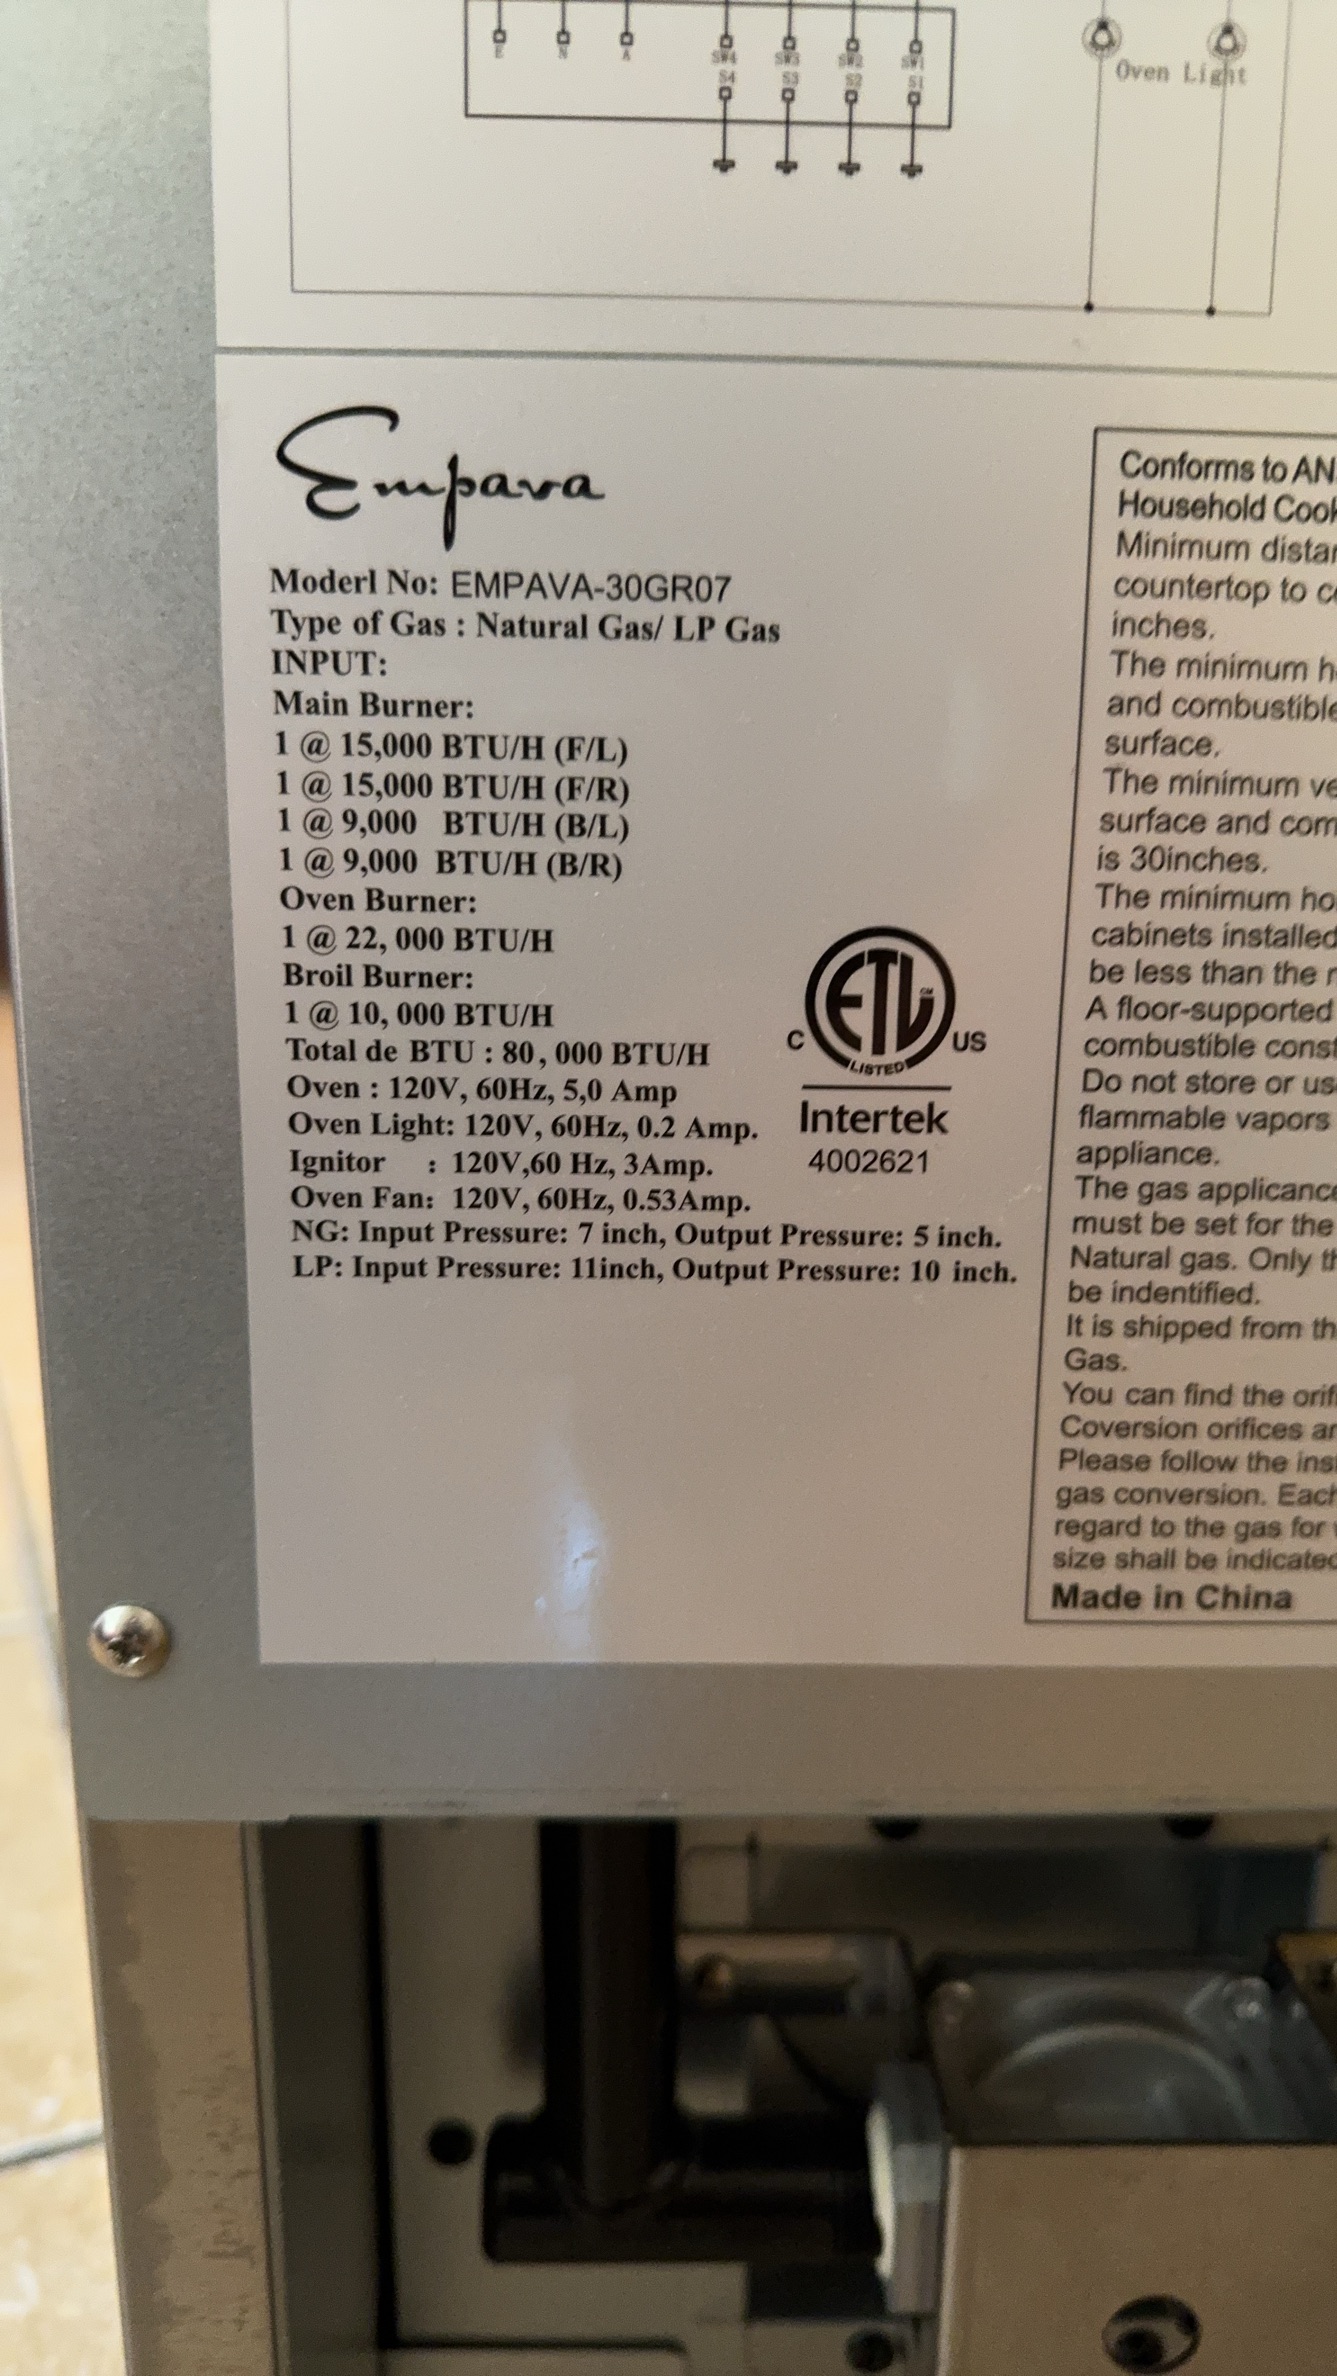 E N A SW4 SW3 SW2 SW1
S4 S3 S2 S1
Oven Light
Empava
Moderl No: EMPAVA-30GR07
Type of Gas : Natural Gas/ LP Gas
INPUT:
Main Burner:
1 @ 15,000 BTU/H (F/L)
1 @ 15,000 BTU/H (F/R)
1 @ 9,000 BTU/H (B/L)
1 @ 9,000 BTU/H (B/R)
Oven Burner:
1 @ 22, 000 BTU/H
Broil Burner:
1 @ 10, 000 BTU/H
Total de BTU : 80, 000 BTU/H
Oven : 120V, 60Hz, 5,0 Amp
Oven Light: 120V, 60Hz, 0.2 Amp.
Ignitor : 120V,60 Hz, 3Amp.
Oven Fan: 120V, 60Hz, 0.53Amp.
NG: Input Pressure: 7 inch, Output Pressure: 5 inch.
LP: Input Pressure: 11inch, Output Pressure: 10 inch.
ETL CM
C US
LISTED
Intertek
4002621
Conforms to
Household
Minimum
countertop to
inches.
The minimum
and
surface.
The minimum
surface and
is 30inches.
The minimum
cabinets installed
be less than the
A floor-supported
combustible
Do not store or
flammable vapors
appliance.
The gas
must be set for the
Natural gas. Only
be indentified.
It is shipped from
Gas.
You can find the
Coversion orifices
Please follow the
gas conversion.
regard to the gas for
size shall be
Made in China